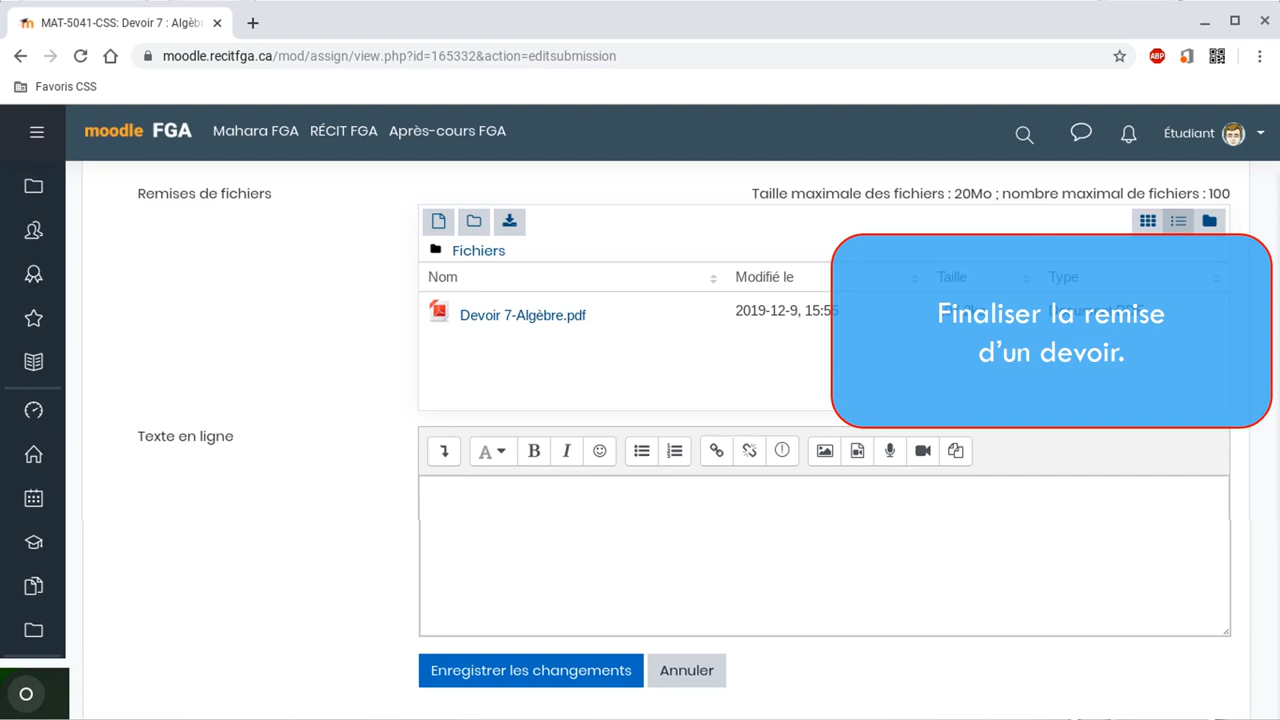 MAT-5041-CSS: Devoir 7 : Algèb
moodle.recitfga.ca/mod/assign/view.php?id=165332&action=editsubmission
ABP
Favoris CSS
moodle FGA Mahara FGA RÉCIT FGA Après-cours FGA Étudiant
Remises de fichiers Taille maximale des fichiers : 20Mo ; nombre maximal de fichiers : 100
Fichiers
Nom Modifié le Taille Type
Devoir 7-Algèbre.pdf 2019-12-9, 15:55
Finaliser la remise
d'un devoir.
Texte en ligne
A B I
Enregistrer les changements Annuler